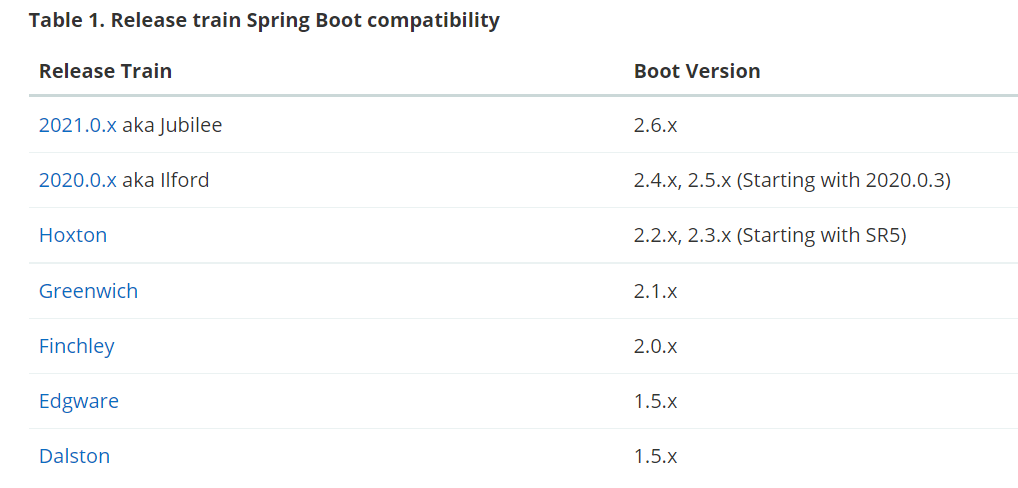 Table 1. Release train Spring Boot compatibility
Release Train Boot Version
2021.0.x aka Jubilee 2.6.x
2020.0.x aka Ilford 2.4.x, 2.5.x (Starting with 2020.0.3)
Hoxton 2.2.x, 2.3.x (Starting with SR5)
Greenwich 2.1.x
Finchley 2.0.x
Edgware 1.5.x
Dalston 1.5.x